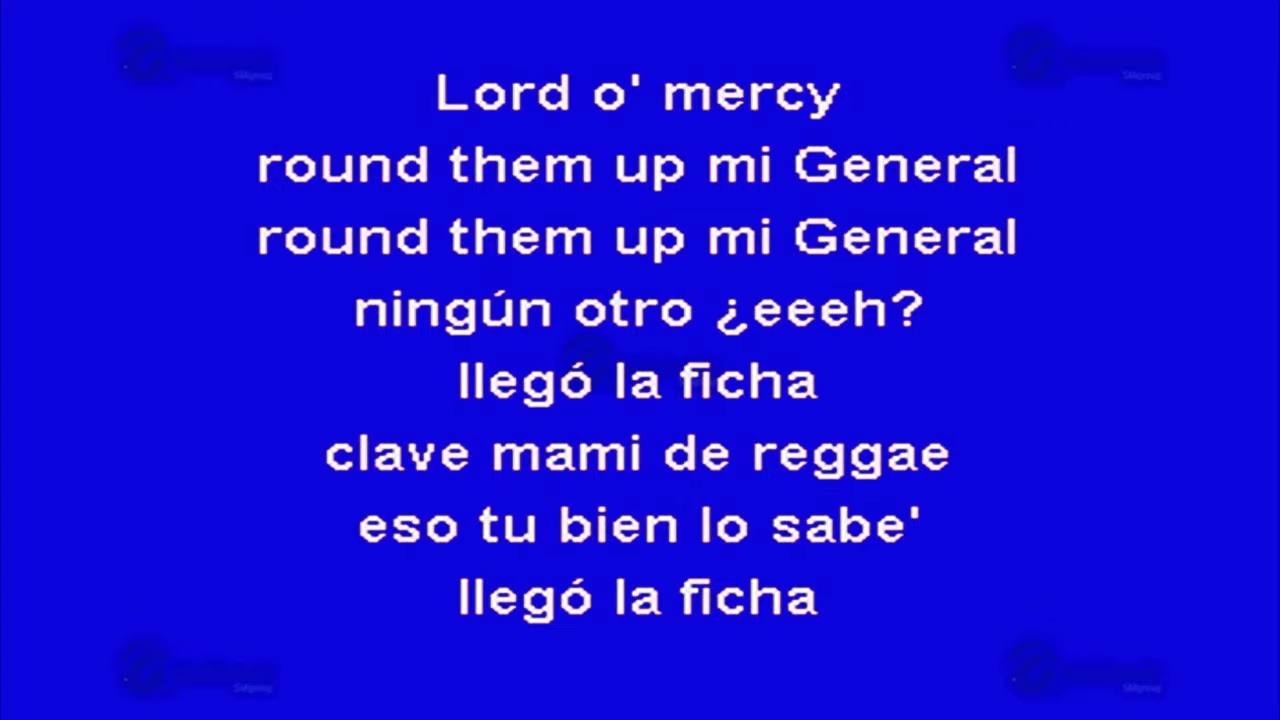 Lord o' mercy
round them up mi General
round them up mi General
ningún otro ¿eeeh?
llegó la ficha
clave mami de reggae
eso tu bien lo sabe'
llegó la ficha